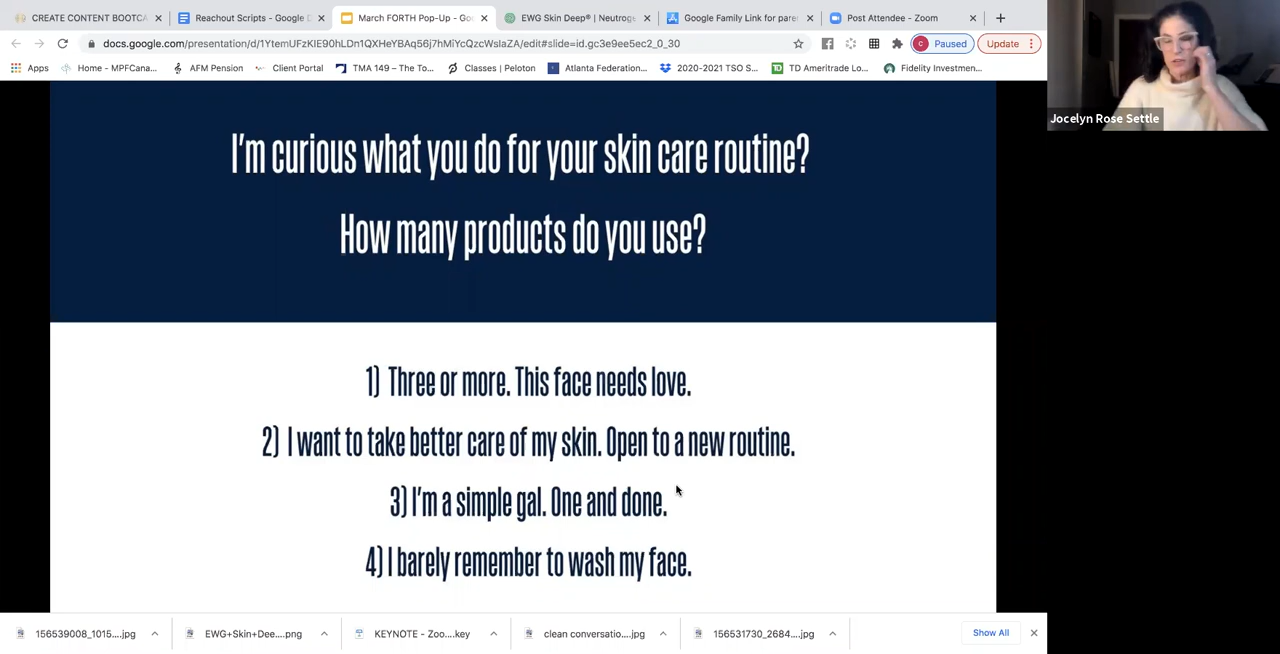 CREATE CONTENT BOOTCA
Reachout Scripts - Google D
March FORTH Pop-Up - Goo
EWG Skin Deep® | Neutroge
Google Family Link for pare
Post Attendee - Zoom
docs.google.com/presentation/d/1YtemUFzKIE90hLDn1QXHeYBAq56j7hMiYcQzcWsIaZA/edit#slide=id.gc3e9ee5ec2_0_30
C Paused
Update
Apps
Home - MPFCana...
AFM Pension
Client Portal
TMA 149 – The To...
Classes | Peloton
Atlanta Federation...
2020-2021 TSO S...
TD Ameritrade Lo...
Fidelity Investmen...
Jocelyn Rose Settle
I'm curious what you do for your skin care routine?
How many products do you use?
1) Three or more. This face needs love.
2) I want to take better care of my skin. Open to a new routine.
3) I'm a simple gal. One and done.
4) I barely remember to wash my face.
156539008_1015....jpg
EWG+Skin+Dee....png
KEYNOTE - Zoo....key
clean conversatio....jpg
156531730_2684....jpg
Show All